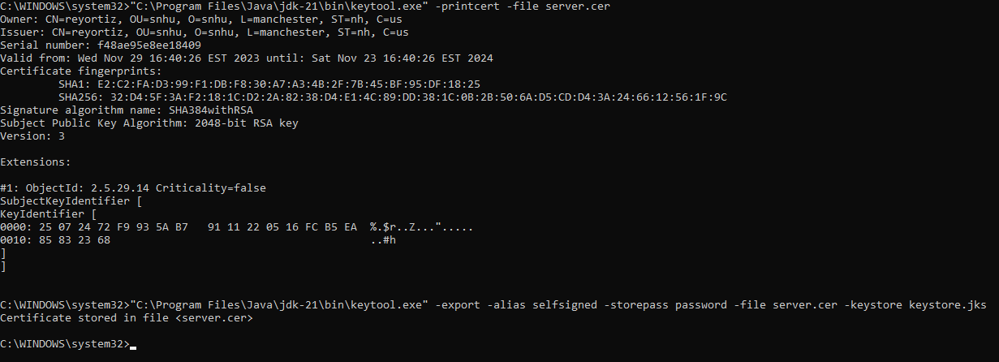 C:\WINDOWS\system32>"C:\Program Files\Java\jdk-21\bin\keytool.exe" -printcert -file server.cer
Owner: CN=reyortiz, OU=snhu, O=snhu, L=manchester, ST=nh, C=us
Issuer: CN=reyortiz, OU=snhu, O=snhu, L=manchester, ST=nh, C=us
Serial number: f48ae95e8ee18409
Valid from: Wed Nov 29 16:40:26 EST 2023 until: Sat Nov 23 16:40:26 EST 2024
Certificate fingerprints:
         SHA1: E2:C2:FA:D3:99:F1:DB:F8:30:A7:A3:4B:2F:7B:45:BF:95:DF:18:25
         SHA256: 32:D4:5F:3A:F2:18:1C:D2:2A:82:38:D4:E1:4C:89:DD:38:1C:0B:2B:50:6A:D5:CD:D4:3A:24:66:12:56:1F:9C
Signature algorithm name: SHA384withRSA
Subject Public Key Algorithm: 2048-bit RSA key
Version: 3
Extensions:
#1: ObjectId: 2.5.29.14 Criticality=false
SubjectKeyIdentifier [
KeyIdentifier [
0000: 25 07 24 72 F9 93 5A B7   91 11 22 05 16 FC B5 EA  %.$r..Z...".....
0010: 85 83 23 68                                        ..#h
]
]
C:\WINDOWS\system32>"C:\Program Files\Java\jdk-21\bin\keytool.exe" -export -alias selfsigned -storepass password -file server.cer -keystore keystore.jks
Certificate stored in file <server.cer>
C:\WINDOWS\system32>